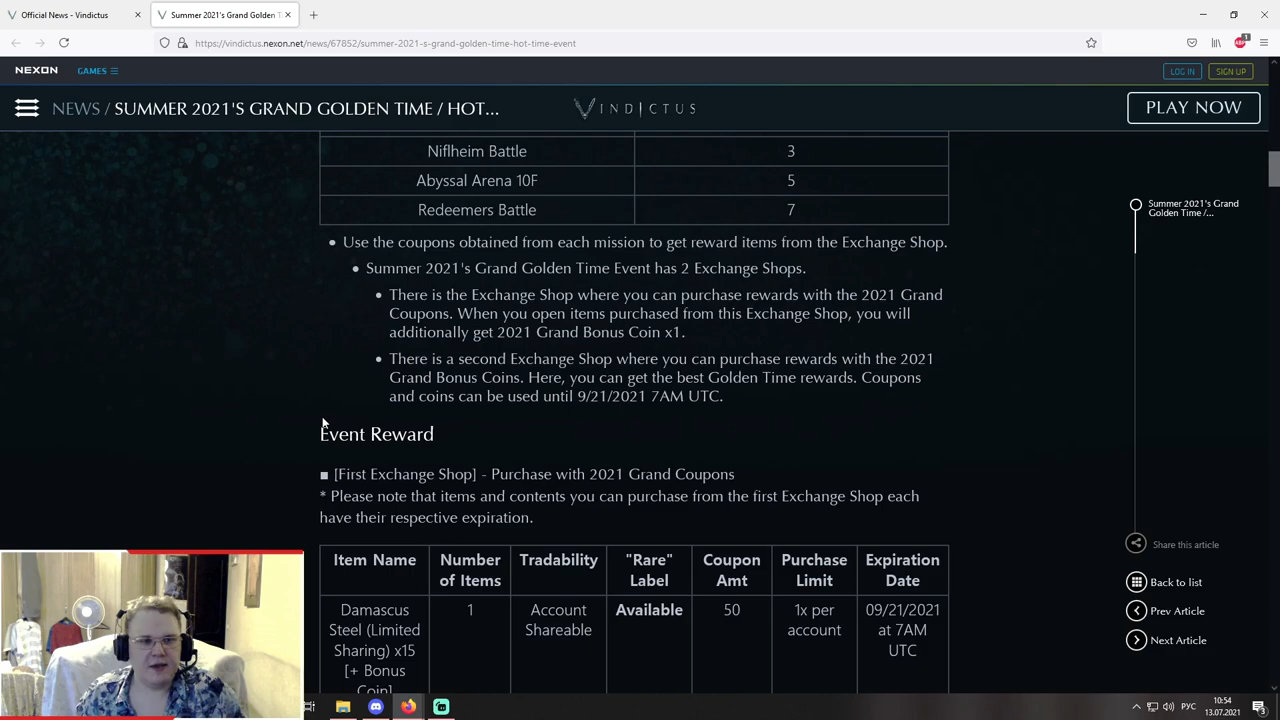 Official News - Vindictus
Summer 2021's Grand Golden T
https://vindictus.nexon.net/news/67852/summer-2021-s-grand-golden-time-hot-time-event
ABP
1
NEXON
GAMES
LOG IN
SIGN UP
NEWS / SUMMER 2021'S GRAND GOLDEN TIME / HOT...
VINDICTUS
PLAY NOW
Niflheim Battle 3
Abyssal Arena 10F 5
Redeemers Battle 7
Use the coupons obtained from each mission to get reward items from the Exchange Shop.
Summer 2021's Grand Golden Time Event has 2 Exchange Shops.
There is the Exchange Shop where you can purchase rewards with the 2021 Grand
Coupons. When you open items purchased from this Exchange Shop, you will
additionally get 2021 Grand Bonus Coin x1.
There is a second Exchange Shop where you can purchase rewards with the 2021
Grand Bonus Coins. Here, you can get the best Golden Time rewards. Coupons
and coins can be used until 9/21/2021 7AM UTC.
Event Reward
■ [First Exchange Shop] - Purchase with 2021 Grand Coupons
* Please note that items and contents you can purchase from the first Exchange Shop each
have their respective expiration.
Item Name
Number
of Items
Tradability
"Rare"
Label
Coupon
Amt
Purchase
Limit
Expiration
Date
Damascus
Steel (Limited
Sharing) x15
[+ Bonus
Coin]
1
Account
Shareable
Available
50
1x per
account
09/21/2021
at 7AM
UTC
Summer 2021's Grand
Golden Time /...
Share this article
Back to list
Prev Article
Next Article
РУС
10:54
13.07.2021
3